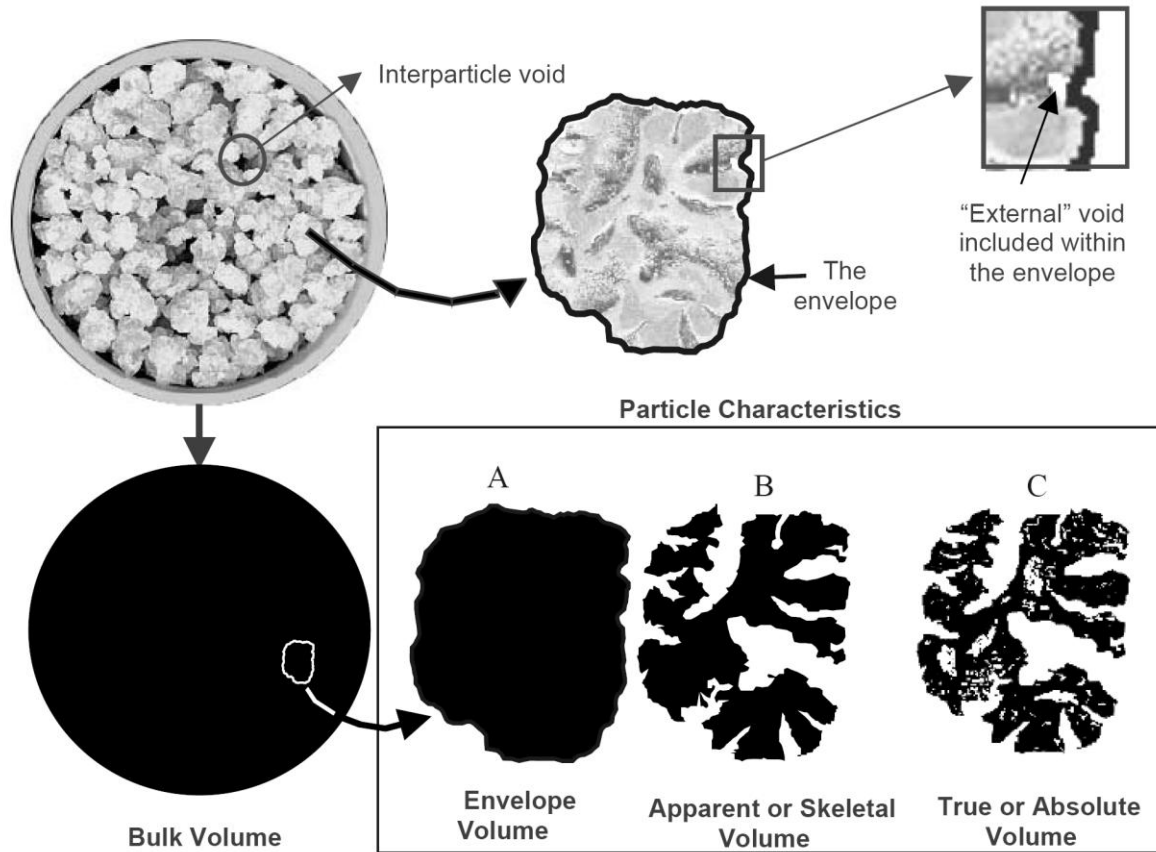 Interparticle void
“External” void
included within
the envelope
The
envelope
Particle Characteristics
A
B
C
Envelope
Volume
Apparent or Skeletal
Volume
True or Absolute
Volume
Bulk Volume